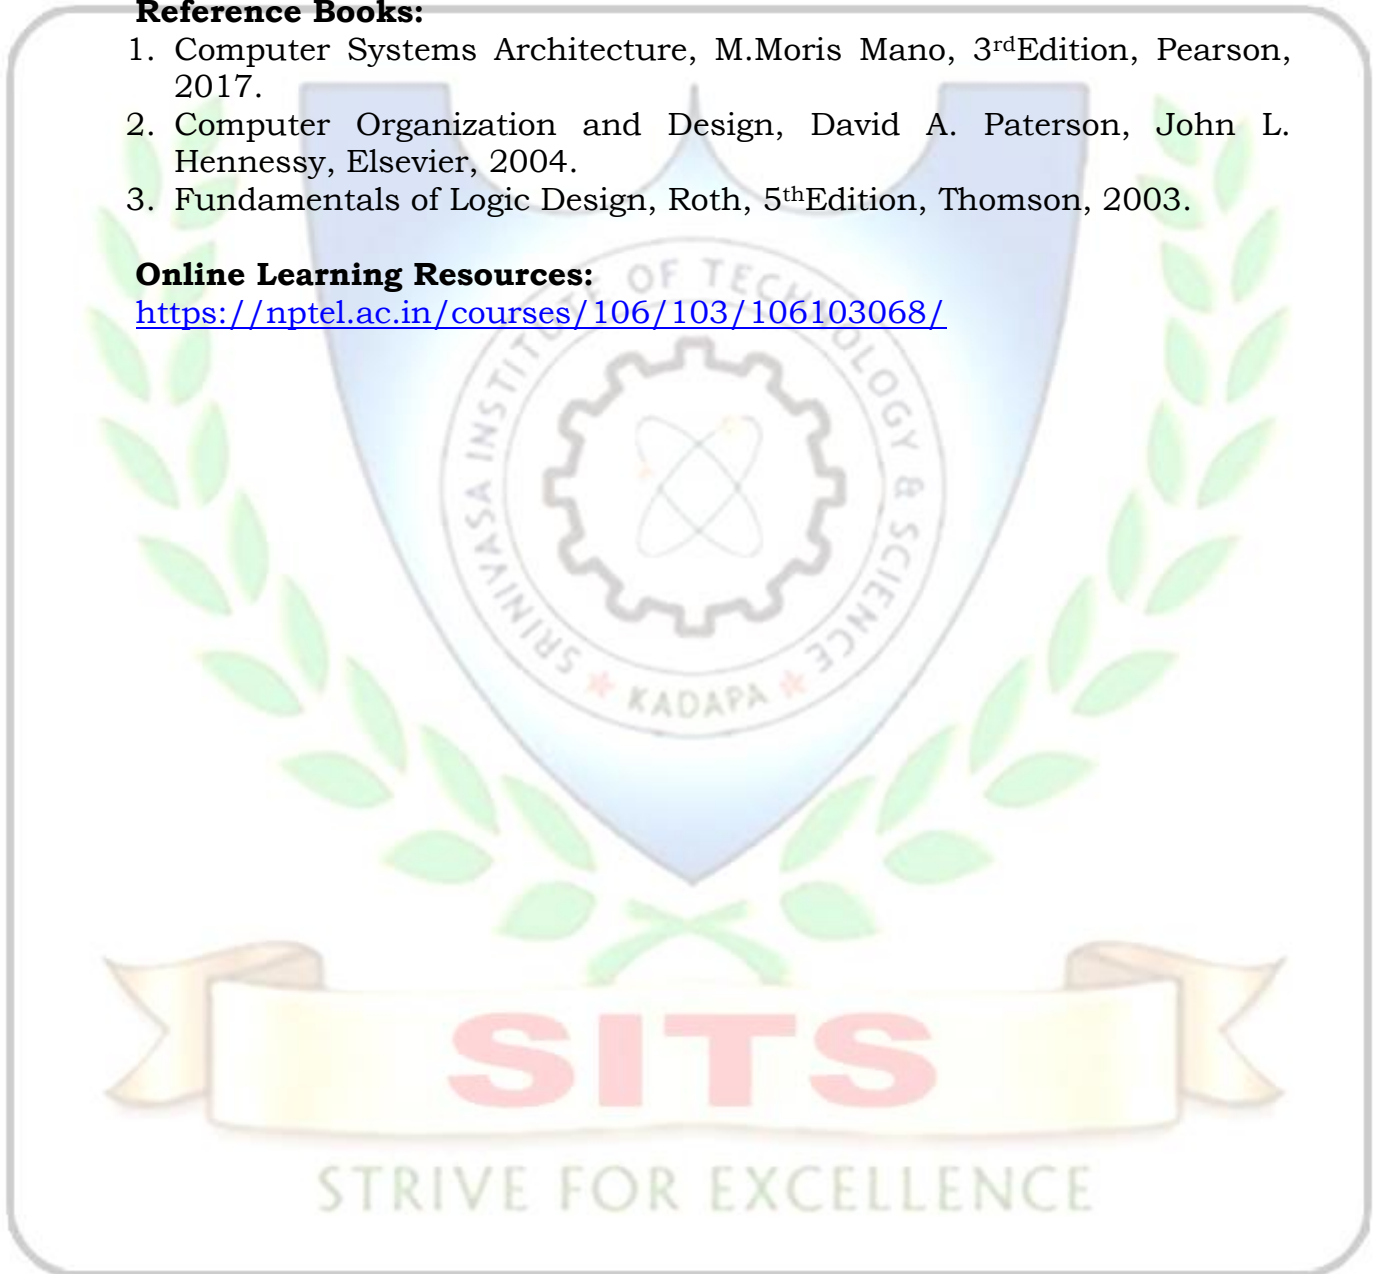 Reference Books:
1. Computer Systems Architecture, M.Moris Mano, 3rdEdition, Pearson,
2017.
2. Computer Organization and Design, David A. Paterson, John L.
Hennessy, Elsevier, 2004.
3. Fundamentals of Logic Design, Roth, 5thEdition, Thomson, 2003.
Online Learning Resources:
https://nptel.ac.in/courses/106/103/106103068/
SRINIVASA INSTITUTE OF TECHNOLOGY & SCIENCE
KADAPA
SITS
STRIVE FOR EXCELLENCE